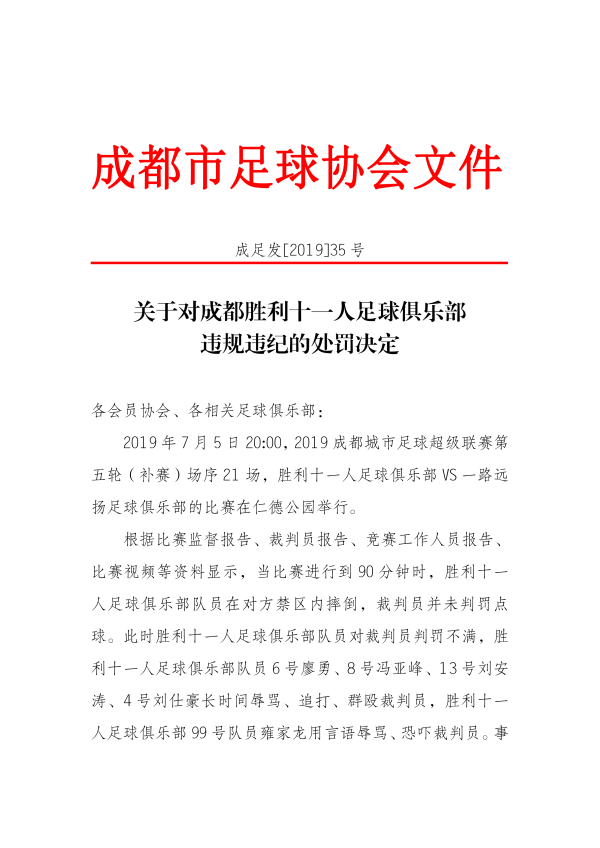 成都市足球协会文件
成足发[2019]35 号
关于对成都胜利十一人足球俱乐部
违规违纪的处罚决定
各会员协会、各相关足球俱乐部：
2019 年 7 月 5 日 20:00，2019 成都城市足球超级联赛第
五轮（补赛）场序 21 场，胜利十一人足球俱乐部 VS 一路远
扬足球俱乐部的比赛在仁德公园举行。
根据比赛监督报告、裁判员报告、竞赛工作人员报告、
比赛视频等资料显示，当比赛进行到 90 分钟时，胜利十一
人足球俱乐部队员在对方禁区内摔倒，裁判员并未判罚点
球。此时胜利十一人足球俱乐部队员对裁判员判罚不满，胜
利十一人足球俱乐部队员 6 号廖勇、8 号冯亚峰、13 号刘安
涛、4 号刘仕豪长时间辱骂、追打、群殴裁判员，胜利十一
人足球俱乐部 99 号队员雍家龙用言语辱骂、恐吓裁判员。事